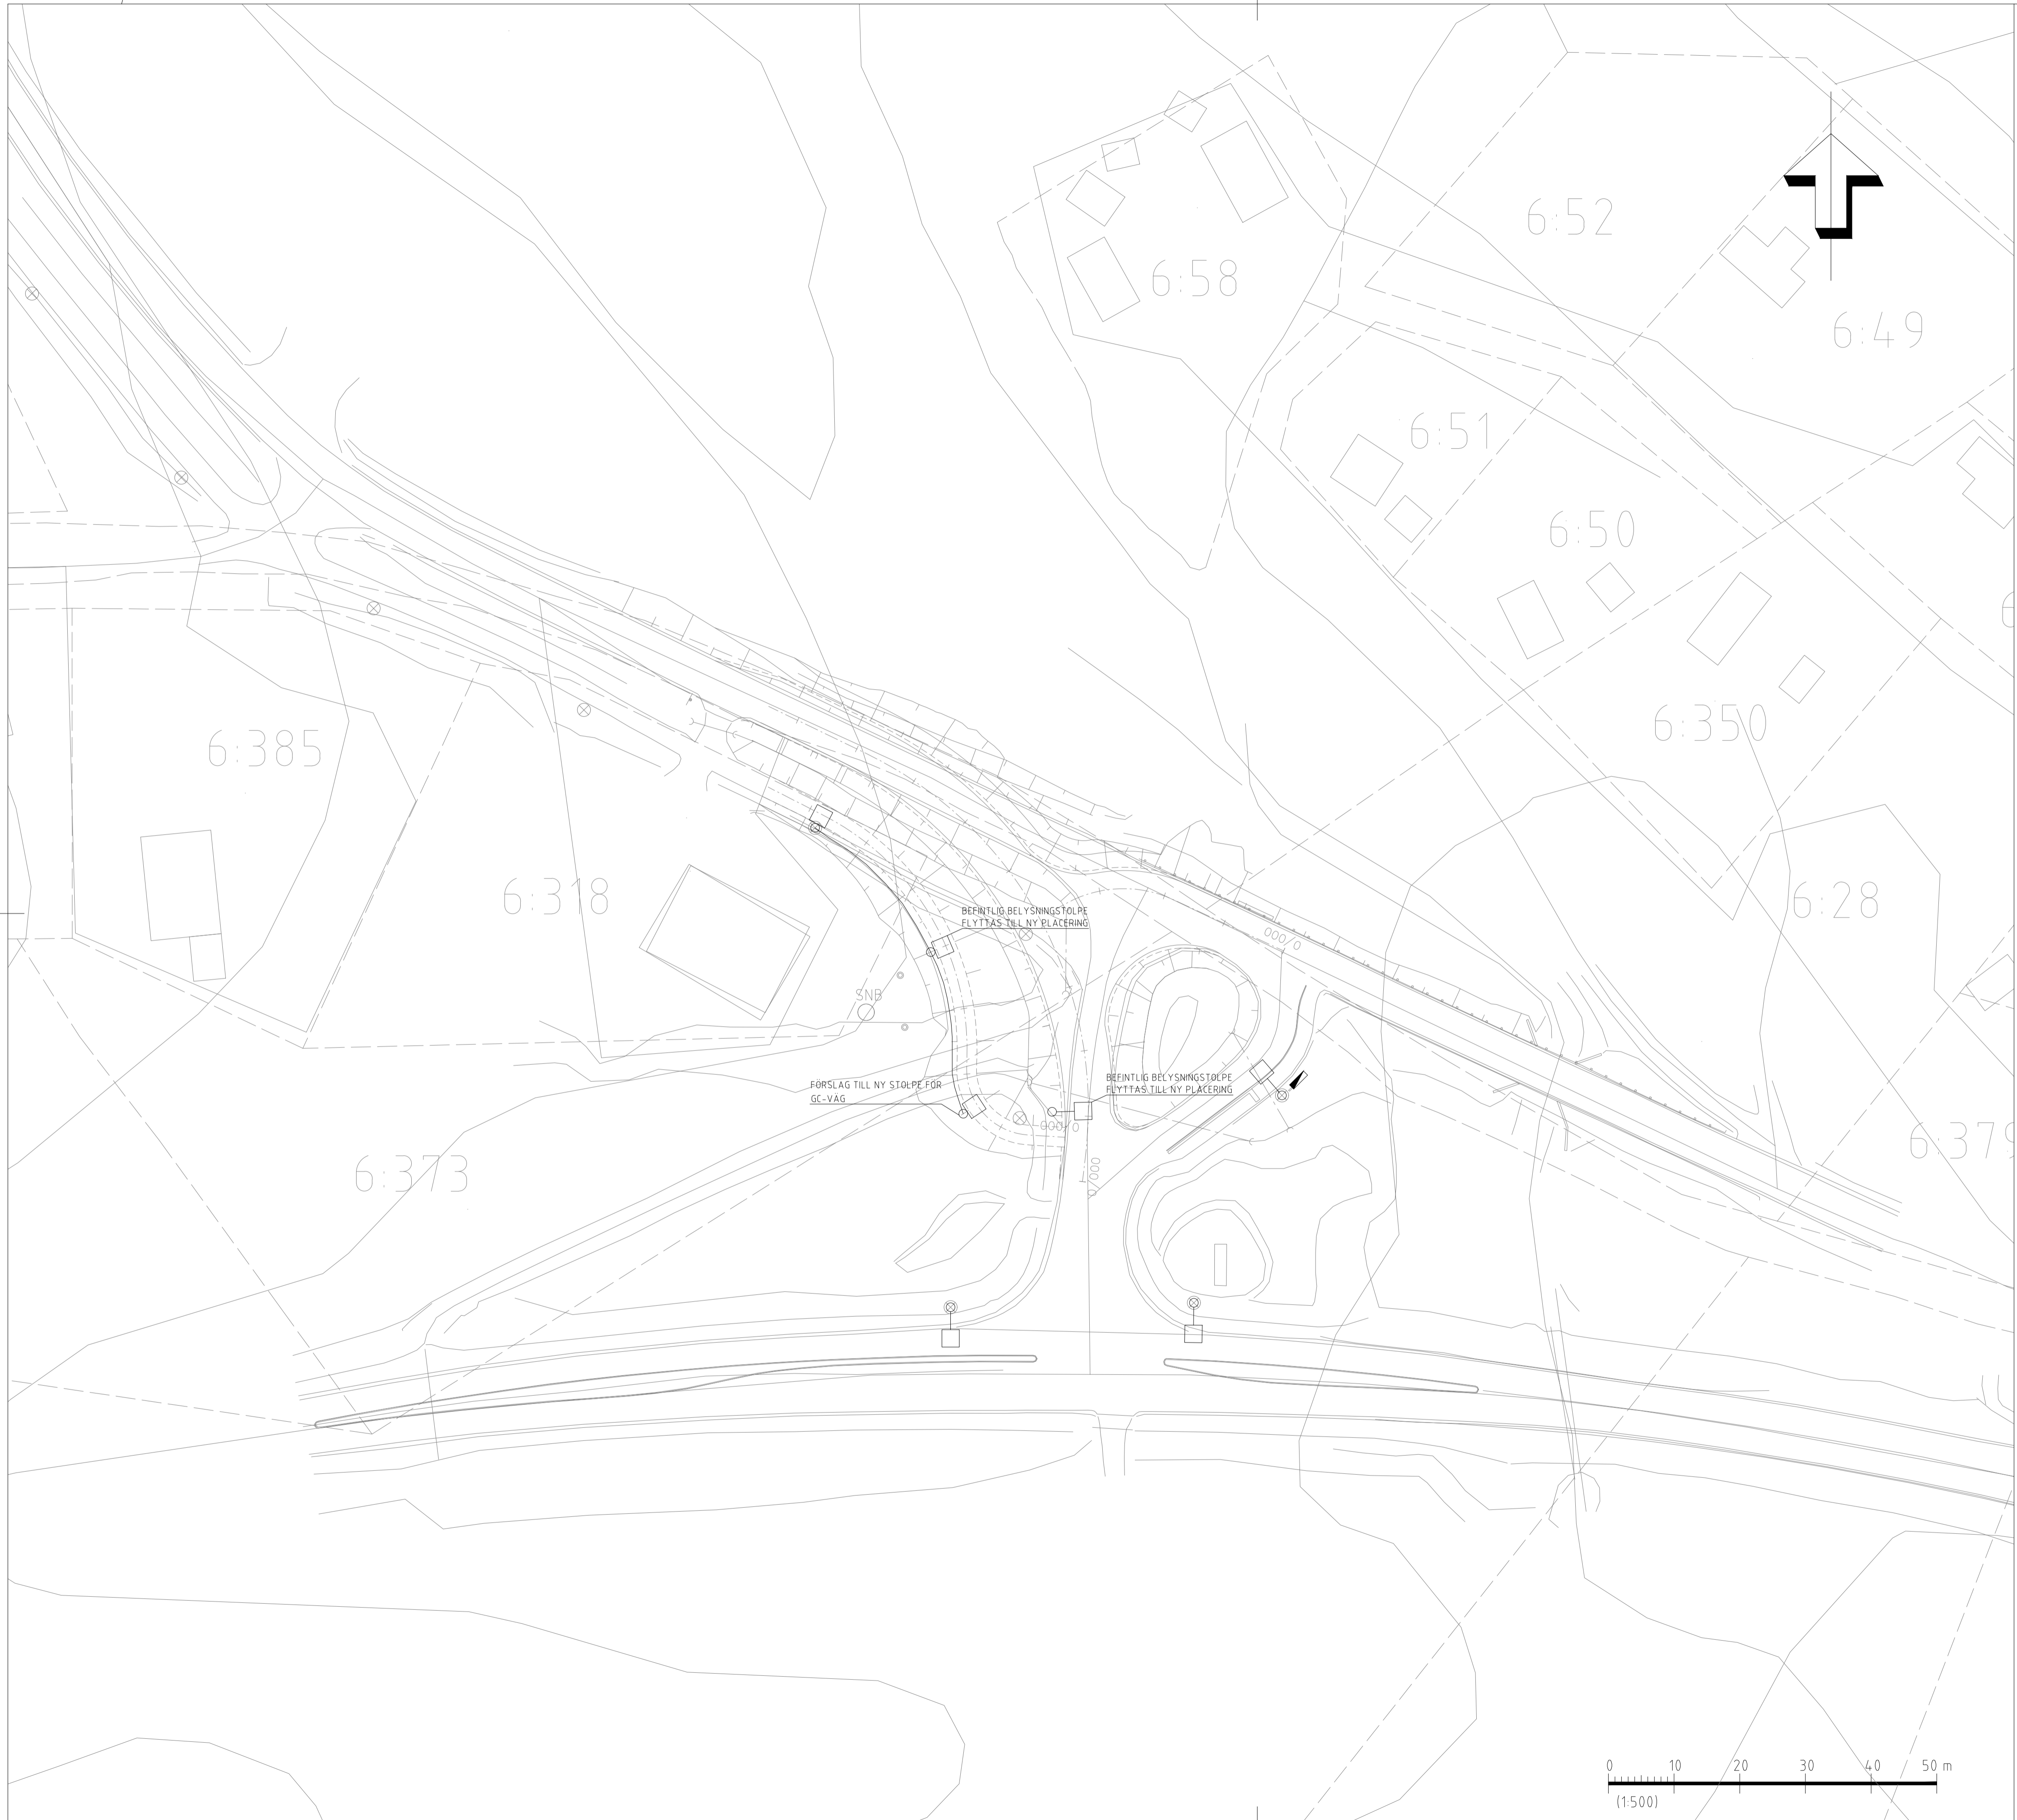 6:52
6:58
6:49
6:51
6:50
6:350
6:385
6:318
6:28
BEFINTLIG BELYSNINGSTOLPE
FLYTTAS TILL NY PLACERING
0/000
SNB
FÖRSLAG TILL NY STOLPE FÖR
GC-VÄG
BEFINTLIG BELYSNINGSTOLPE
FLYTTAS TILL NY PLACERING
0/000
6:379
6:373
0 10 20 30 40 50 m
(1:500)